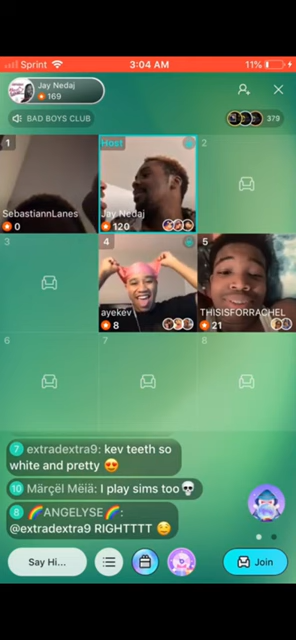 Sprint 3:04 AM 11%
Jay Nedaj
169
BAD BOYS CLUB 379
1 Host 2
SebastiannLanes Jay Nedaj
0 120
3 4 5
ayekev THISISFORRACHEL
8 21
6 7 8
7 extradextra9: kev teeth so
white and pretty 😍
10 Märçël Mëïä: I play sims too💀
8 🌈ANGELYSE🌈:
@extradextra9 RIGHTTTT 😊
Say Hi... Join